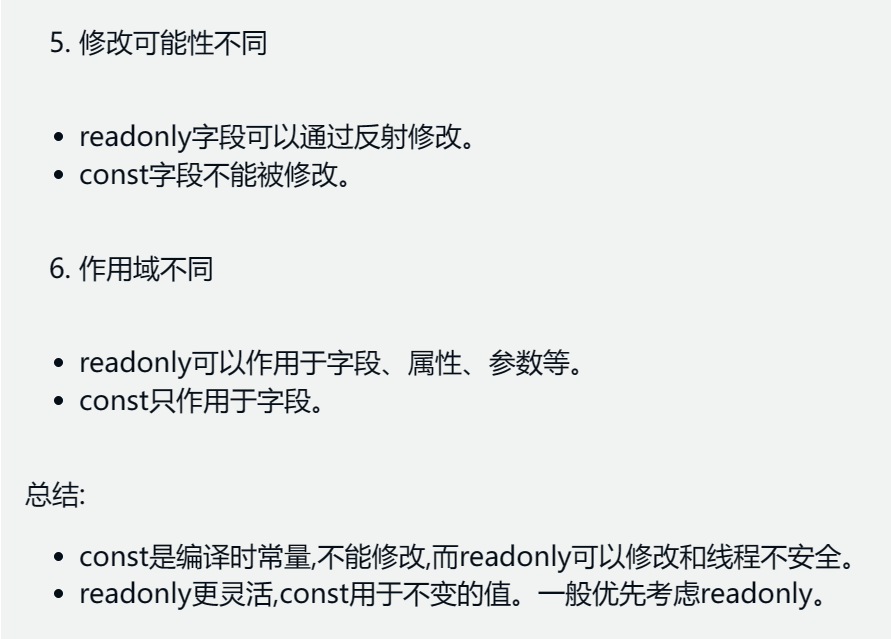 5. 修改可能性不同
• readonly字段可以通过反射修改。
• const字段不能被修改。
6. 作用域不同
• readonly可以作用于字段、属性、参数等。
• const只作用于字段。
总结:
• const是编译时常量,不能修改,而readonly可以修改和线程不安全。
• readonly更灵活,const用于不变的值。一般优先考虑readonly。